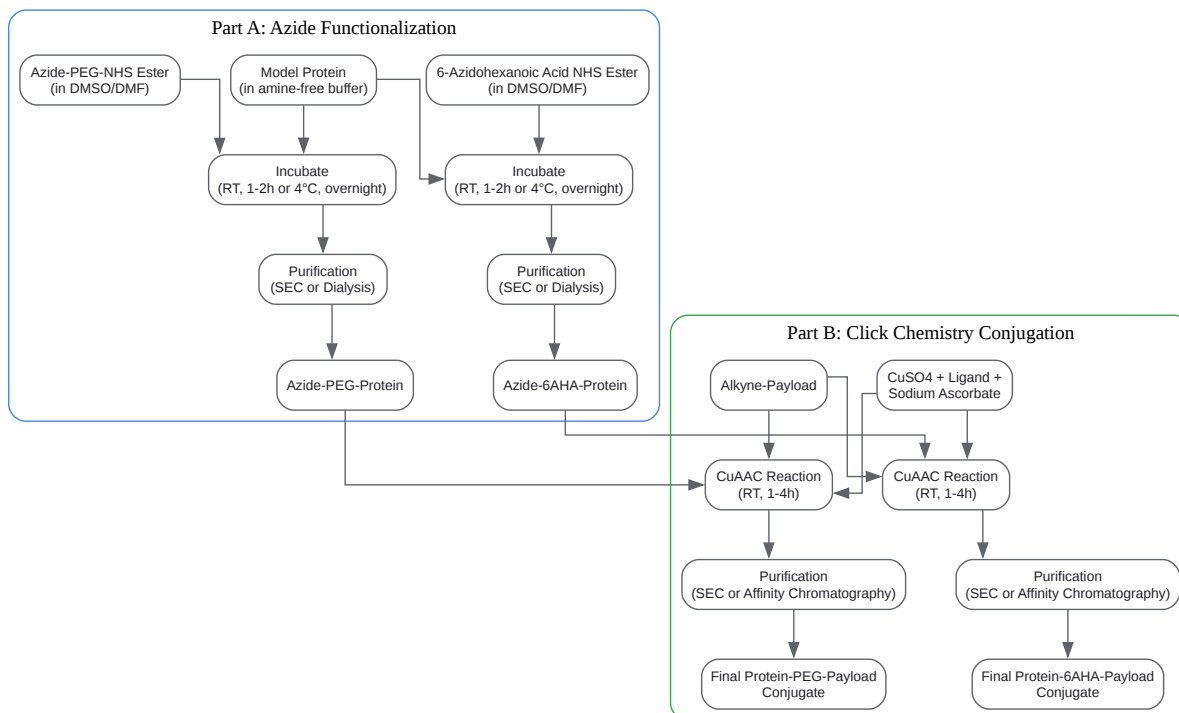 Part A: Azide Functionalization
Azide-PEG-NHS Ester
(in DMSO/DMF)
Model Protein
(in amine-free buffer)
6-Azidohexanoic Acid NHS Ester
(in DMSO/DMF)
Incubate
(RT, 1-2h or 4°C, overnight)
Incubate
(RT, 1-2h or 4°C, overnight)
Purification
(SEC or Dialysis)
Purification
(SEC or Dialysis)
Azide-PEG-Protein
Azide-6AHA-Protein
Part B: Click Chemistry Conjugation
Alkyne-Payload
CuSO4 + Ligand +
Sodium Ascorbate
CuAAC Reaction
(RT, 1-4h)
CuAAC Reaction
(RT, 1-4h)
Purification
(SEC or Affinity Chromatography)
Purification
(SEC or Affinity Chromatography)
Final Protein-PEG-Payload
Conjugate
Final Protein-6AHA-Payload
Conjugate